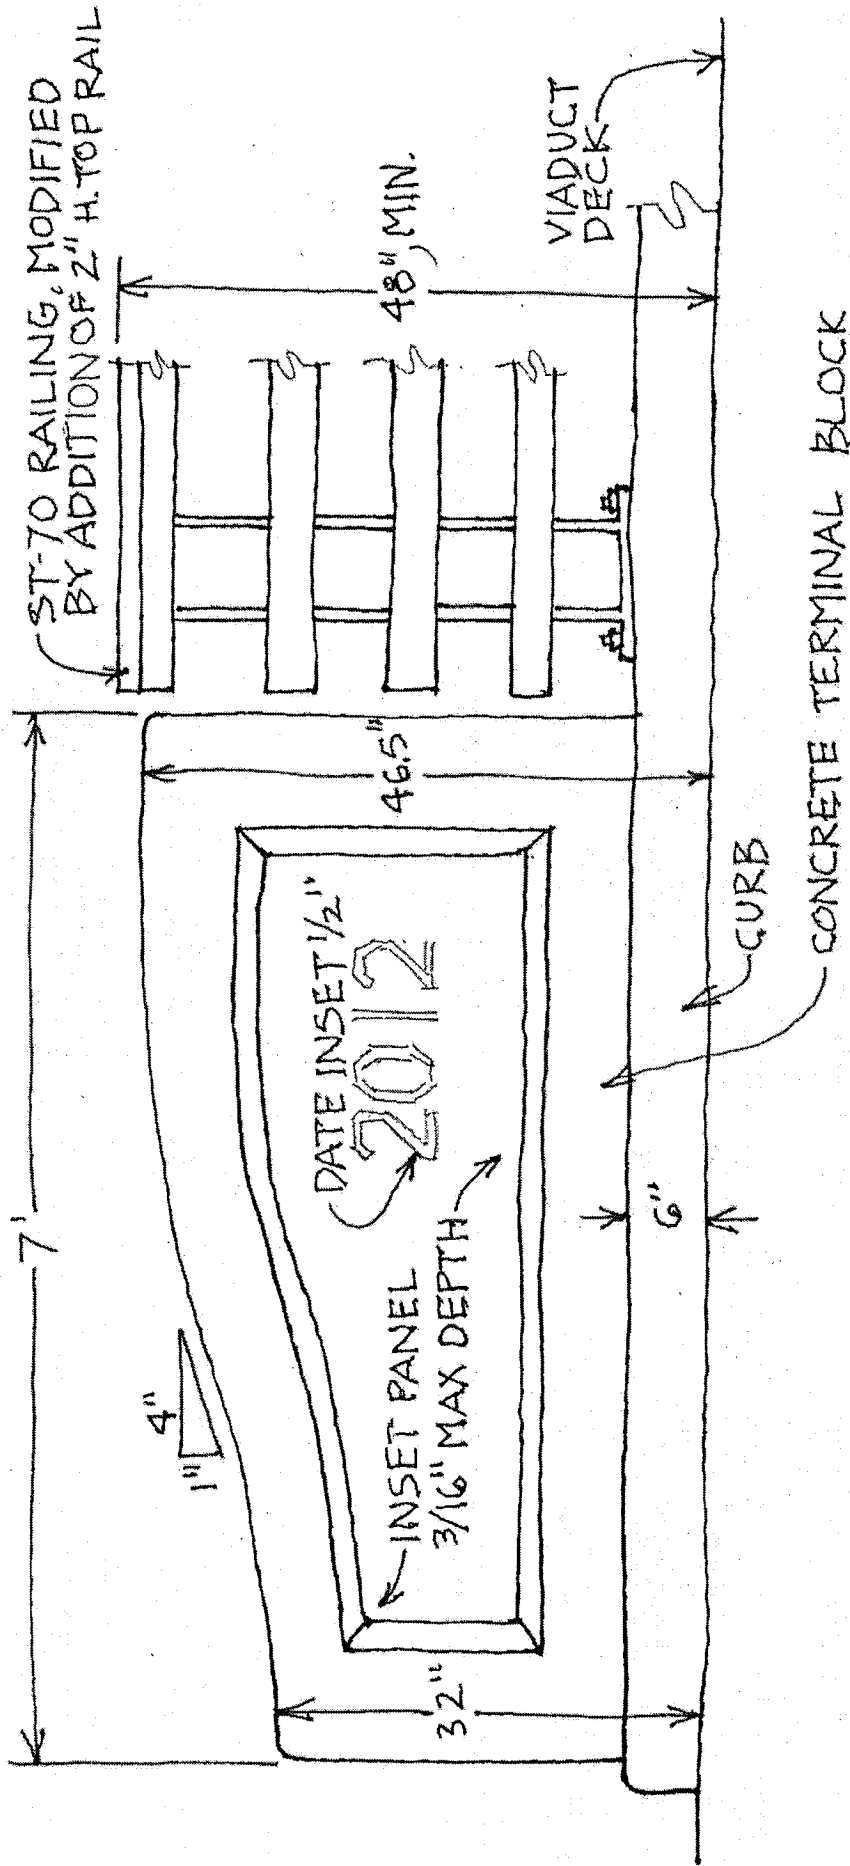 ST-70 RAILING, MODIFIED
BY ADDITION OF 2" H. TOP RAIL
7'
4"
1"
48" MIN.
VIADUCT
DECK
46.5"
DATE INSET 1/2"
2012
INSET PANEL
3/16" MAX DEPTH
32"
6"
CURB
CONCRETE TERMINAL BLOCK